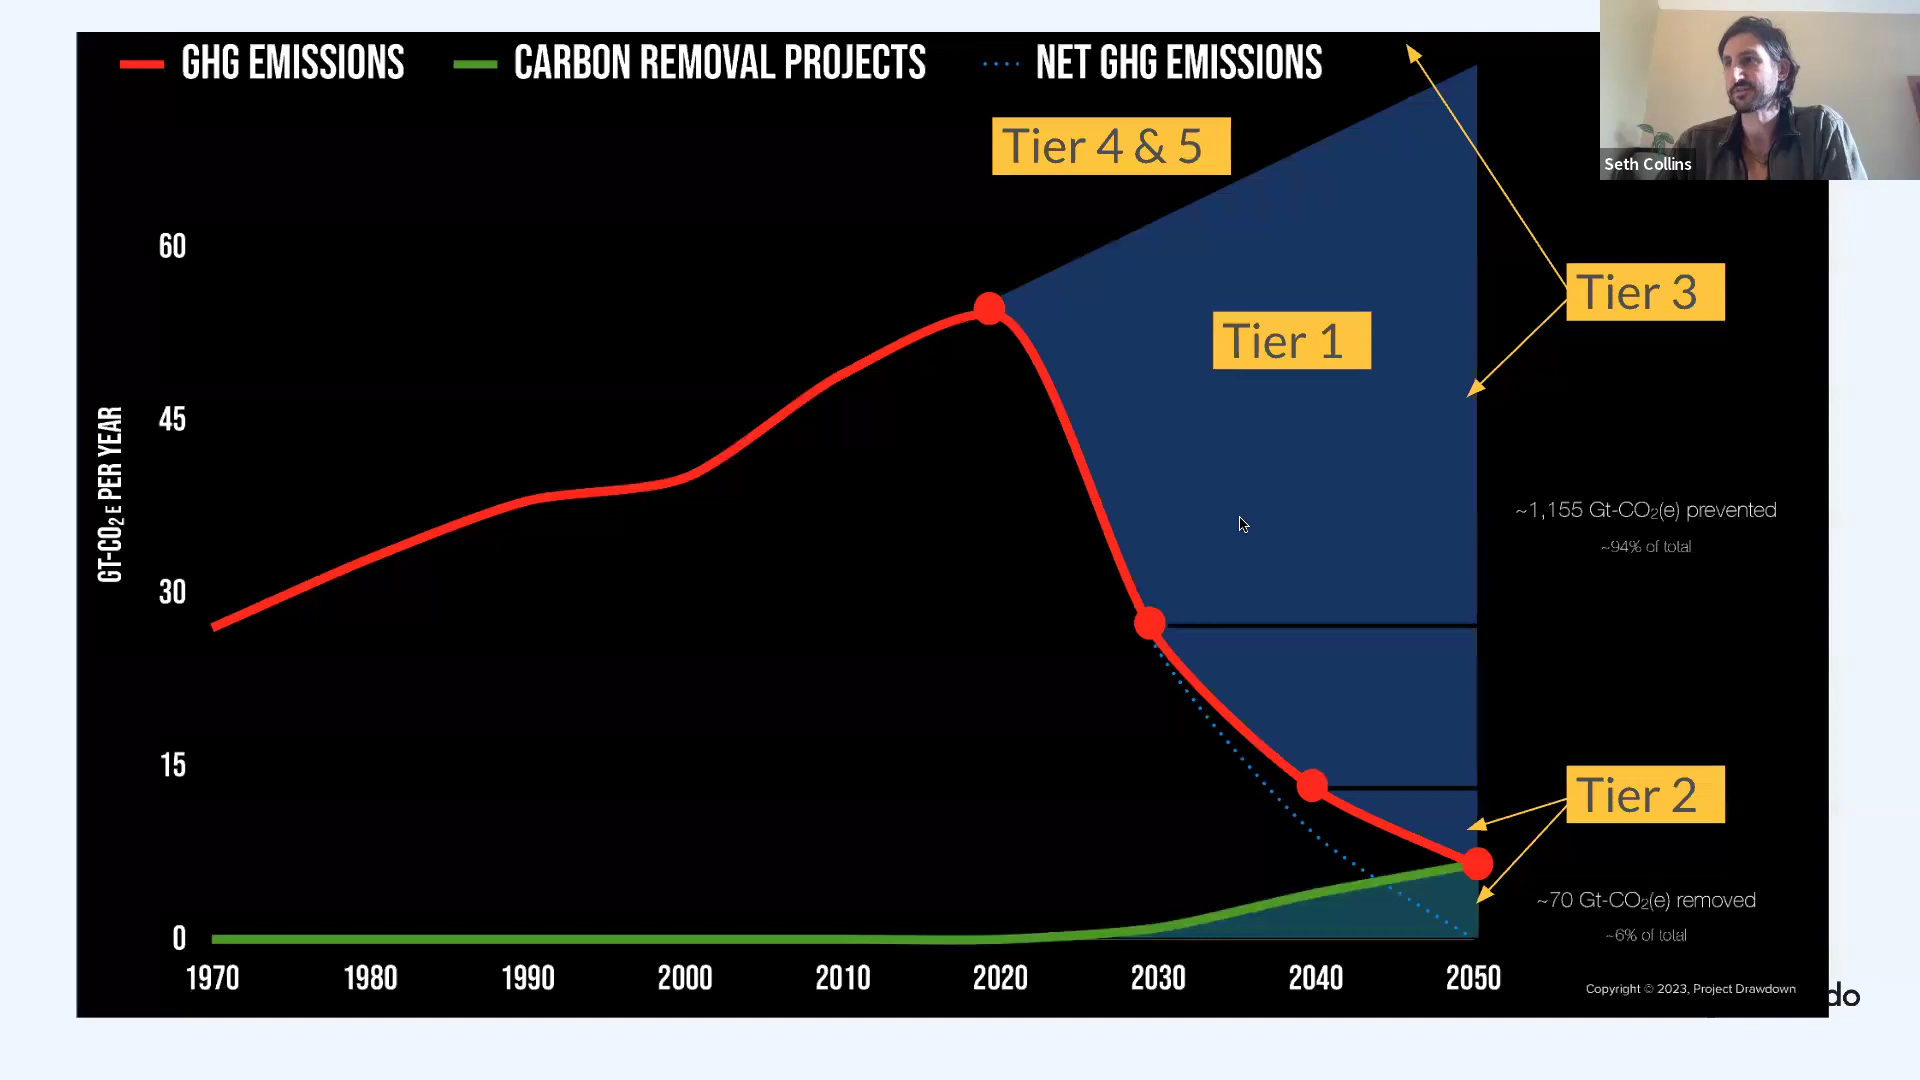 GHG EMISSIONS
CARBON REMOVAL PROJECTS
NET GHG EMISSIONS
Seth Collins
Tier 4 & 5
60
Tier 3
Tier 1
45
GT-CO₂E PER YEAR
~1,155 Gt-CO₂(e) prevented
~94% of total
30
15
Tier 2
~70 Gt-CO₂(e) removed
~6% of total
0
1970 1980 1990 2000 2010 2020 2030 2040 2050
Copyright © 2023, Project Drawdown
do